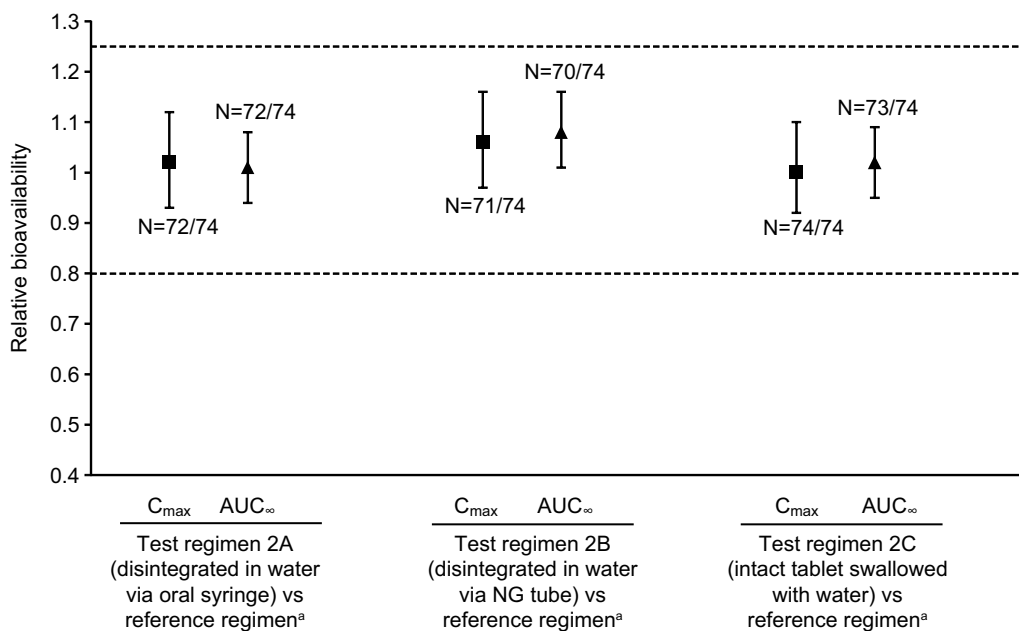 1.3
1.2
1.1
1
0.9
0.8
0.7
0.6
0.5
0.4
Relative bioavailability
N=72/74
N=72/74
N=71/74
N=70/74
N=74/74
N=73/74
Cmax AUC∞
Test regimen 2A
(disintegrated in water
via oral syringe) vs
reference regimenª
Cmax AUC∞
Test regimen 2B
(disintegrated in water
via NG tube) vs
reference regimenª
Cmax AUC∞
Test regimen 2C
(intact tablet swallowed
with water) vs
reference regimenª